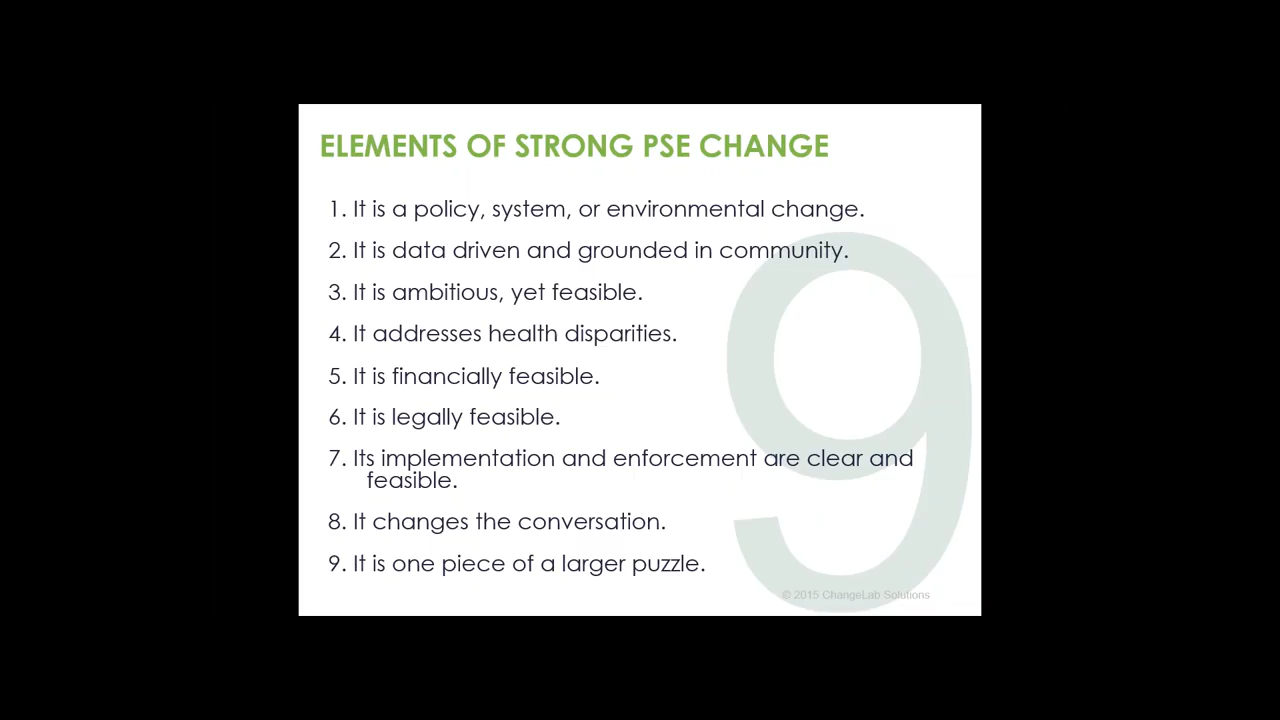 ELEMENTS OF STRONG PSE CHANGE
1. It is a policy, system, or environmental change.
2. It is data driven and grounded in community.
3. It is ambitious, yet feasible.
4. It addresses health disparities.
5. It is financially feasible.
6. It is legally feasible.
7. Its implementation and enforcement are clear and
feasible.
8. It changes the conversation.
9. It is one piece of a larger puzzle.
9
© 2015 ChangeLab Solutions